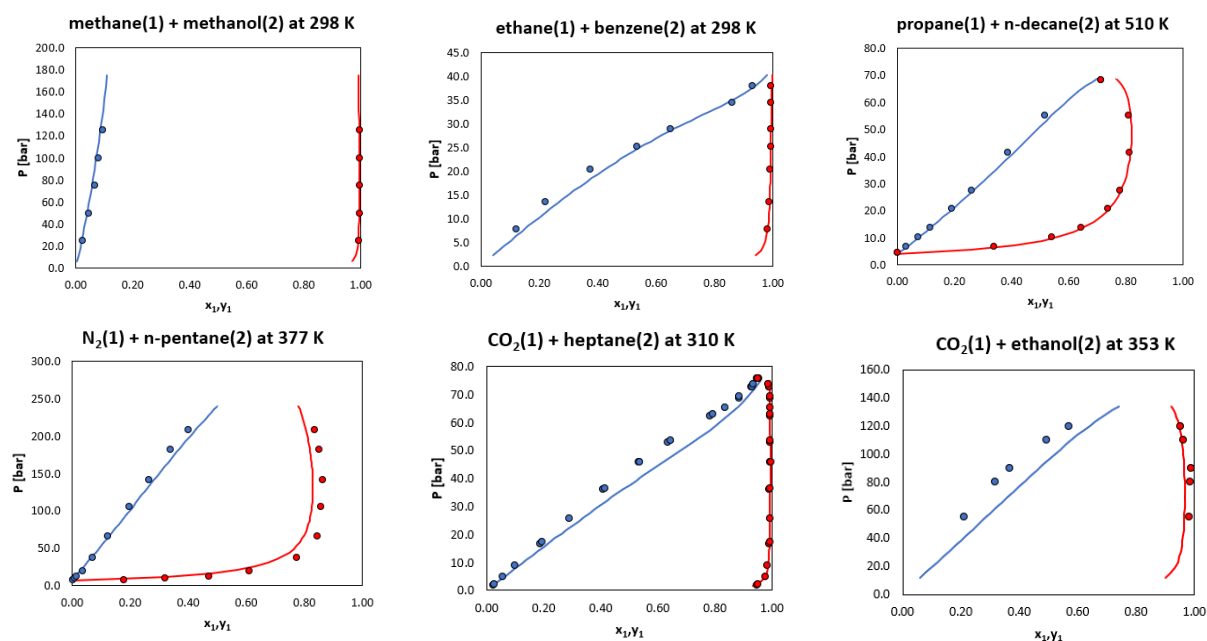 methane(1) + methanol(2) at 298 K
200.0
180.0
160.0
140.0
120.0
100.0
80.0
60.0
40.0
20.0
0.0
P [bar]
0.00 0.20 0.40 0.60 0.80 1.00
x₁,y₁
ethane(1) + benzene(2) at 298 K
45.0
40.0
35.0
30.0
25.0
20.0
15.0
10.0
5.0
0.0
P [bar]
0.00 0.20 0.40 0.60 0.80 1.00
x₁,y₁
propane(1) + n-decane(2) at 510 K
80.0
70.0
60.0
50.0
40.0
30.0
20.0
10.0
0.0
P [bar]
0.00 0.20 0.40 0.60 0.80 1.00
x₁,y₁
N₂(1) + n-pentane(2) at 377 K
300.0
250.0
200.0
150.0
100.0
50.0
0.0
P [bar]
0.00 0.20 0.40 0.60 0.80 1.00
x₁,y₁
CO₂(1) + heptane(2) at 310 K
80.0
70.0
60.0
50.0
40.0
30.0
20.0
10.0
0.0
P [bar]
0.00 0.20 0.40 0.60 0.80 1.00
x₁,y₁
CO₂(1) + ethanol(2) at 353 K
160.0
140.0
120.0
100.0
80.0
60.0
40.0
20.0
0.0
P [bar]
0.00 0.20 0.40 0.60 0.80 1.00
x₁,y₁